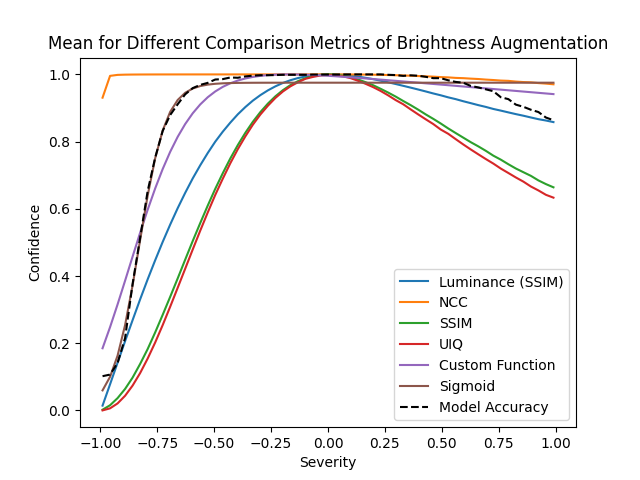 Mean for Different Comparison Metrics of Brightness Augmentation
1.0
0.8
0.6
0.4
0.2
0.0
Confidence
−1.00 −0.75 −0.50 −0.25 0.00 0.25 0.50 0.75 1.00
Severity
Luminance (SSIM)
NCC
SSIM
UIQ
Custom Function
Sigmoid
Model Accuracy